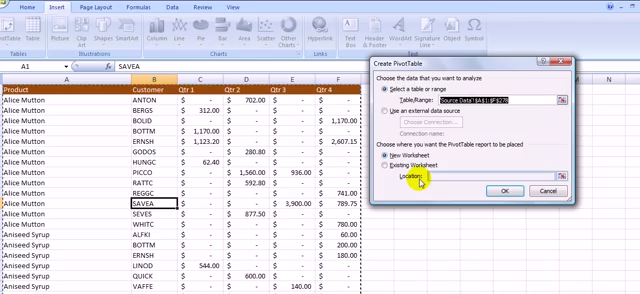 Home Insert Page Layout Formulas Data Review View
PivotTable Table Picture Clip Art Shapes SmartArt Column Line Pie Bar Area Scatter Other Charts Hyperlink Text Box Header & Footer WordArt Signature Line Object Symbol
Tables Illustrations Charts Links Text
A1 fx SAVEA
A B C D E F M N
Product Customer Qtr 1 Qtr 2 Qtr 3 Qtr 4
Alice Mutton ANTON $ - $ 702.00 $ - $ -
Alice Mutton BERGS $ 312.00 $ - $ - $ -
Alice Mutton BOLID $ - $ - $ - $ 1,170.00
Alice Mutton BOTTM $ 1,170.00 $ - $ - $ -
Alice Mutton ERNSH $ 1,123.20 $ - $ - $ 2,607.15
Alice Mutton GODOS $ - $ 280.80 $ - $ -
Alice Mutton HUNGC $ 62.40 $ - $ - $ -
Alice Mutton PICCO $ - $ 1,560.00 $ 936.00 $ -
Alice Mutton RATTC $ - $ 592.80 $ - $ -
Alice Mutton REGGC $ - $ - $ - $ 741.00
Alice Mutton SAVEA $ - $ - $ 3,900.00 $ 789.75
Alice Mutton SEVES $ - $ 877.50 $ - $ -
Alice Mutton WHITC $ - $ - $ - $ 780.00
Aniseed Syrup ALFKI $ - $ - $ - $ 60.00
Aniseed Syrup BOTTM $ - $ - $ - $ 200.00
Aniseed Syrup ERNSH $ - $ - $ - $ 180.00
Aniseed Syrup LINOD $ 544.00 $ - $ - $ -
Aniseed Syrup QUICK $ - $ 600.00 $ - $ -
Aniseed Syrup VAFFE $ - $ - $ 140.00 $ -
Create PivotTable
Choose the data that you want to analyze
Select a table or range
Table/Range: 'Source Data'!$A$1:$F$278
Use an external data source
Choose Connection...
Connection name:
Choose where you want the PivotTable report to be placed
New Worksheet
Existing Worksheet
Location:
OK Cancel